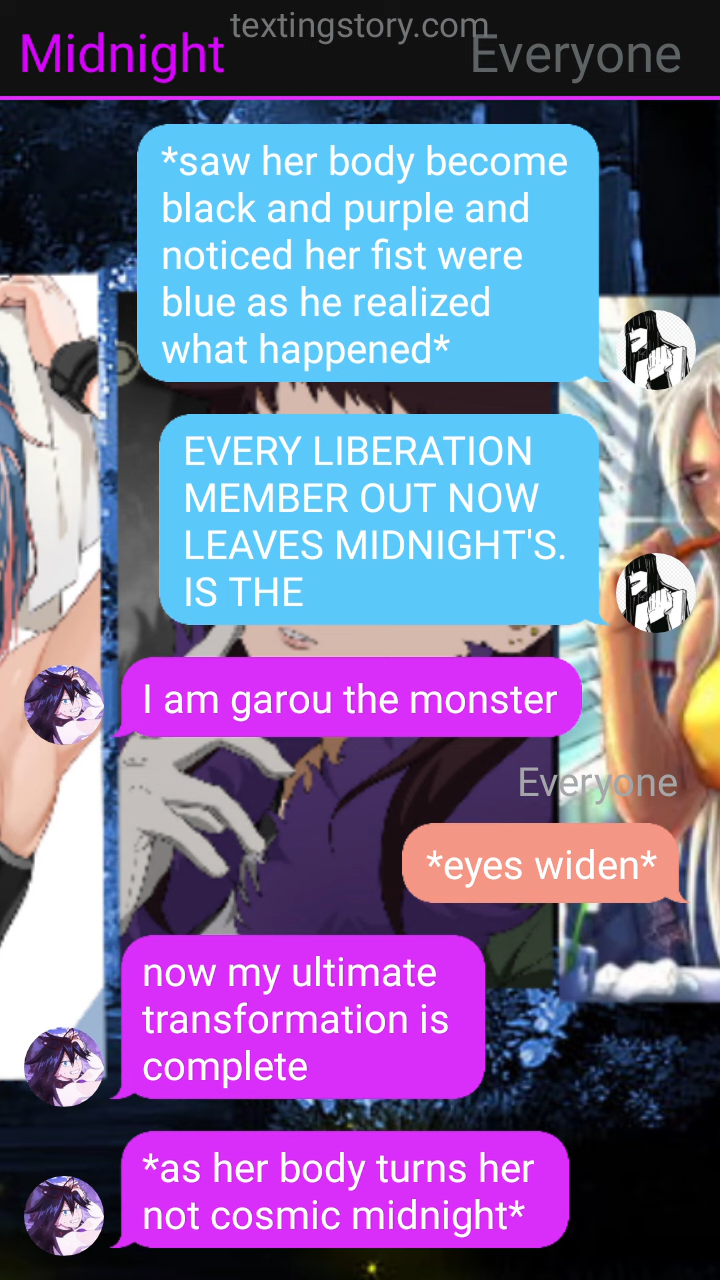 textingstory.com
Midnight
Everyone
*saw her body become
black and purple and
noticed her fist were
blue as he realized
what happened*
EVERY LIBERATION
MEMBER OUT NOW
LEAVES MIDNIGHT'S.
IS THE
I am garou the monster
Everyone
*eyes widen*
now my ultimate
transformation is
complete
*as her body turns her
not cosmic midnight*